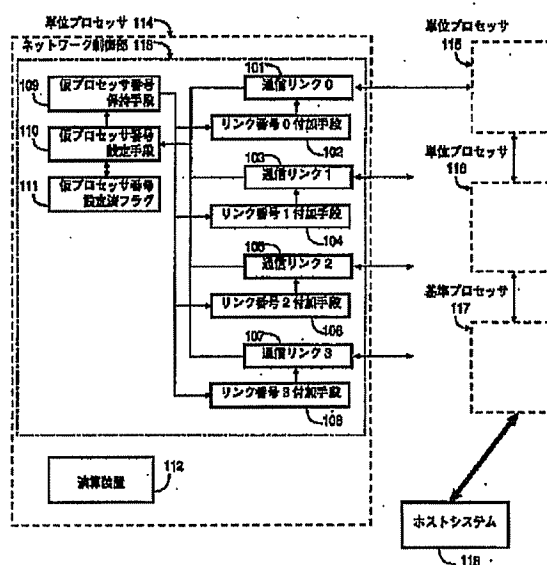 単位プロセッサ 114
ネットワーク制御部 113
単位プロセッサ
115
101
通信リンク0
109
仮プロセッサ番号
保持手段
リンク番号0付加手段
102
110
仮プロセッサ番号
設定手段
103
通信リンク1
単位プロセッサ
116
111
仮プロセッサ番号
設定済フラグ
リンク番号1付加手段
104
105
通信リンク2
リンク番号2付加手段
106
基準プロセッサ
117
107
通信リンク3
リンク番号3付加手段
108
演算装置
112
ホストシステム
118